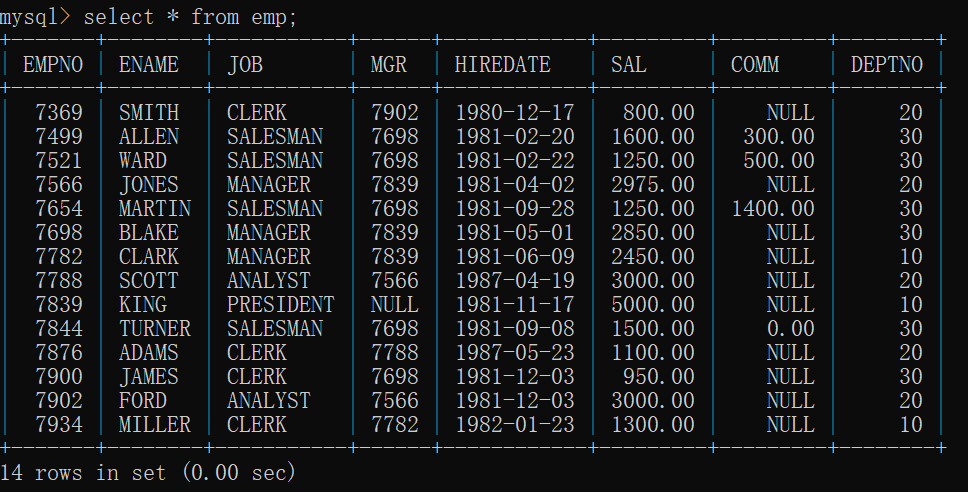 mysql> select * from emp;
+-------+--------+-----------+------+------------+---------+---------+--------+
| EMPNO | ENAME  | JOB       | MGR  | HIREDATE   | SAL     | COMM    | DEPTNO |
+-------+--------+-----------+------+------------+---------+---------+--------+
|  7369 | SMITH  | CLERK     | 7902 | 1980-12-17 |  800.00 |    NULL |     20 |
|  7499 | ALLEN  | SALESMAN  | 7698 | 1981-02-20 | 1600.00 |  300.00 |     30 |
|  7521 | WARD   | SALESMAN  | 7698 | 1981-02-22 | 1250.00 |  500.00 |     30 |
|  7566 | JONES  | MANAGER   | 7839 | 1981-04-02 | 2975.00 |    NULL |     20 |
|  7654 | MARTIN | SALESMAN  | 7698 | 1981-09-28 | 1250.00 | 1400.00 |     30 |
|  7698 | BLAKE  | MANAGER   | 7839 | 1981-05-01 | 2850.00 |    NULL |     30 |
|  7782 | CLARK  | MANAGER   | 7839 | 1981-06-09 | 2450.00 |    NULL |     10 |
|  7788 | SCOTT  | ANALYST   | 7566 | 1987-04-19 | 3000.00 |    NULL |     20 |
|  7839 | KING   | PRESIDENT | NULL | 1981-11-17 | 5000.00 |    NULL |     10 |
|  7844 | TURNER | SALESMAN  | 7698 | 1981-09-08 | 1500.00 |    0.00 |     30 |
|  7876 | ADAMS  | CLERK     | 7788 | 1987-05-23 | 1100.00 |    NULL |     20 |
|  7900 | JAMES  | CLERK     | 7698 | 1981-12-03 |  950.00 |    NULL |     30 |
|  7902 | FORD   | ANALYST   | 7566 | 1981-12-03 | 3000.00 |    NULL |     20 |
|  7934 | MILLER | CLERK     | 7782 | 1982-01-23 | 1300.00 |    NULL |     10 |
+-------+--------+-----------+------+------------+---------+---------+--------+
14 rows in set (0.00 sec)